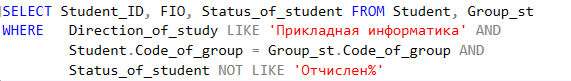 SELECT Student_ID, FIO, Status_of_student FROM Student, Group_st
WHERE Direction_of_study LIKE 'Прикладная информатика' AND
Student.Code_of_group = Group_st.Code_of_group AND
Status_of_student NOT LIKE 'Отчислен%'